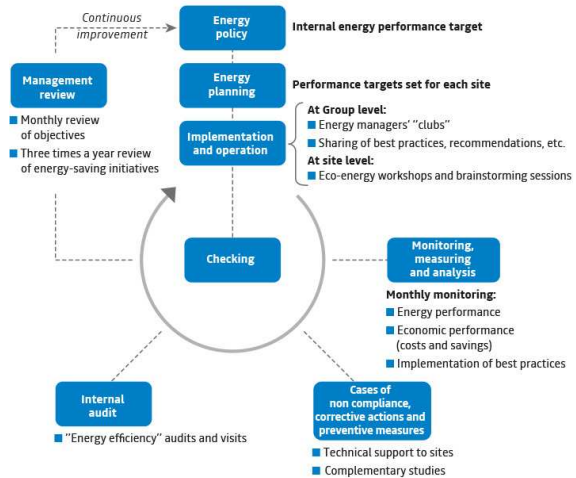 Continuous
improvement
Energy
policy
Internal energy performance target
Management
review
Monthly review
of objectives
Three times a year review
of energy-saving initiatives
Energy
planning
Performance targets set for each site
Implementation
and operation
At Group level:
Energy managers' "clubs"
Sharing of best practices, recommendations, etc.
At site level:
Eco-energy workshops and brainstorming sessions
Checking
Monitoring,
measuring
and analysis
Monthly monitoring:
Energy performance
Economic performance
(costs and savings)
Implementation of best practices
Internal
audit
"Energy efficiency" audits and visits
Cases of
non compliance,
corrective actions and
preventive measures
Technical support to sites
Complementary studies